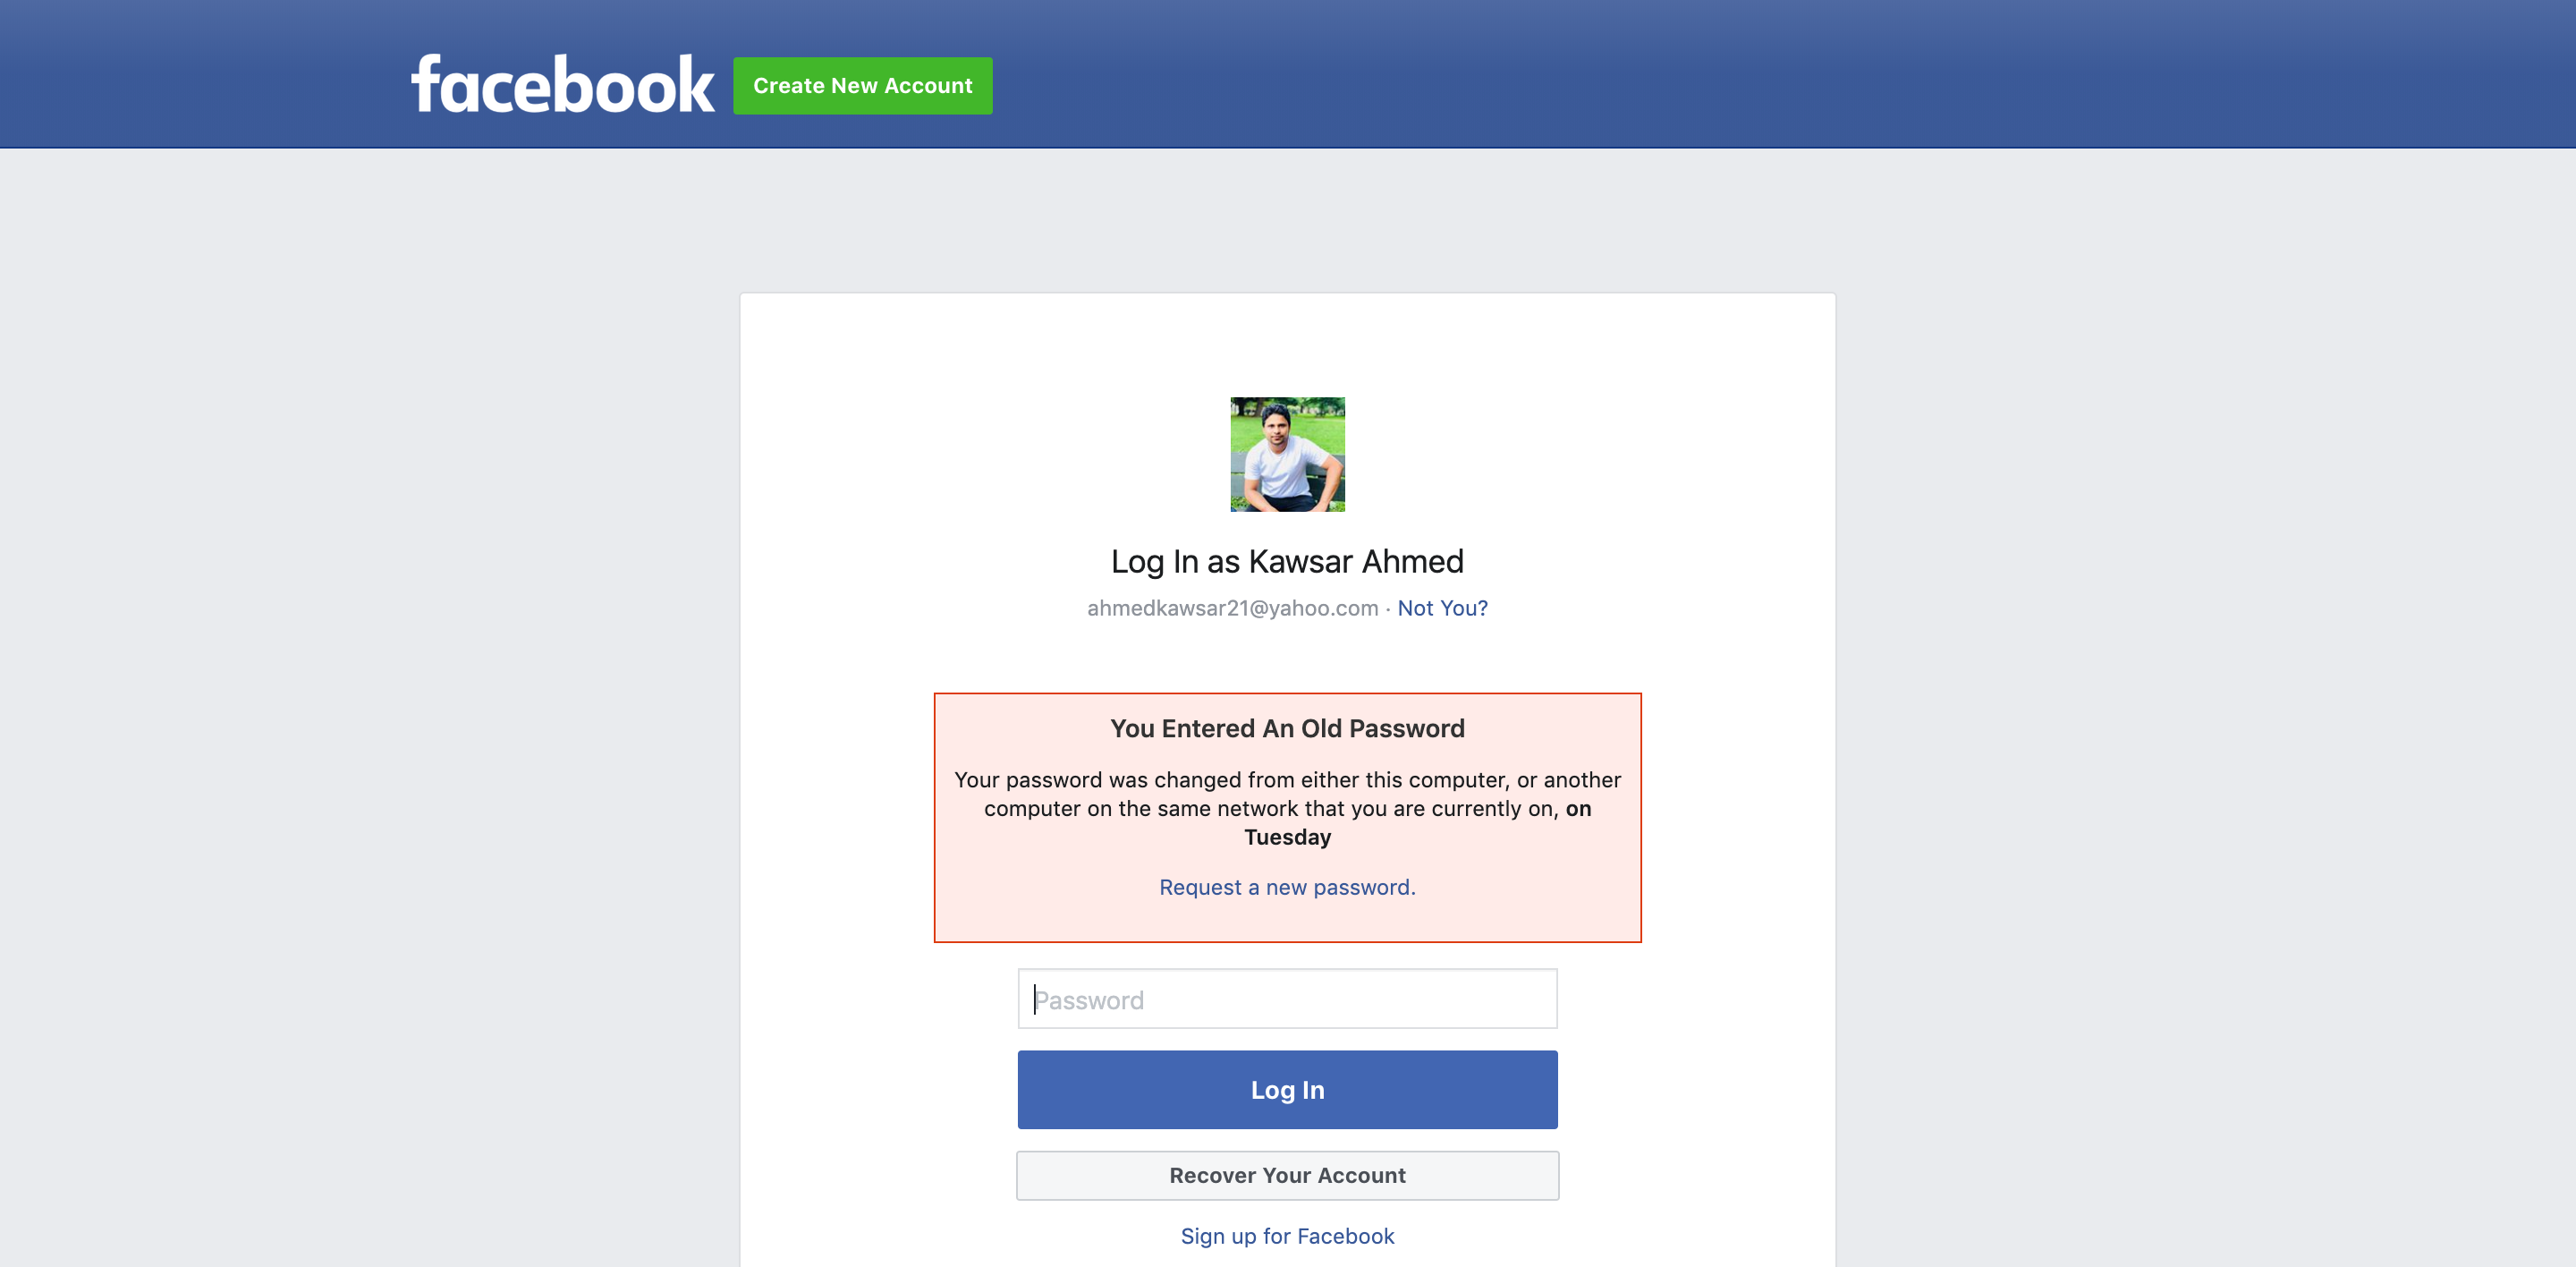 facebook Create New Account
Log In as Kawsar Ahmed
ahmedkawsar21@yahoo.com · Not You?
You Entered An Old Password
Your password was changed from either this computer, or another
computer on the same network that you are currently on, on
Tuesday
Request a new password.
Password
Log In
Recover Your Account
Sign up for Facebook